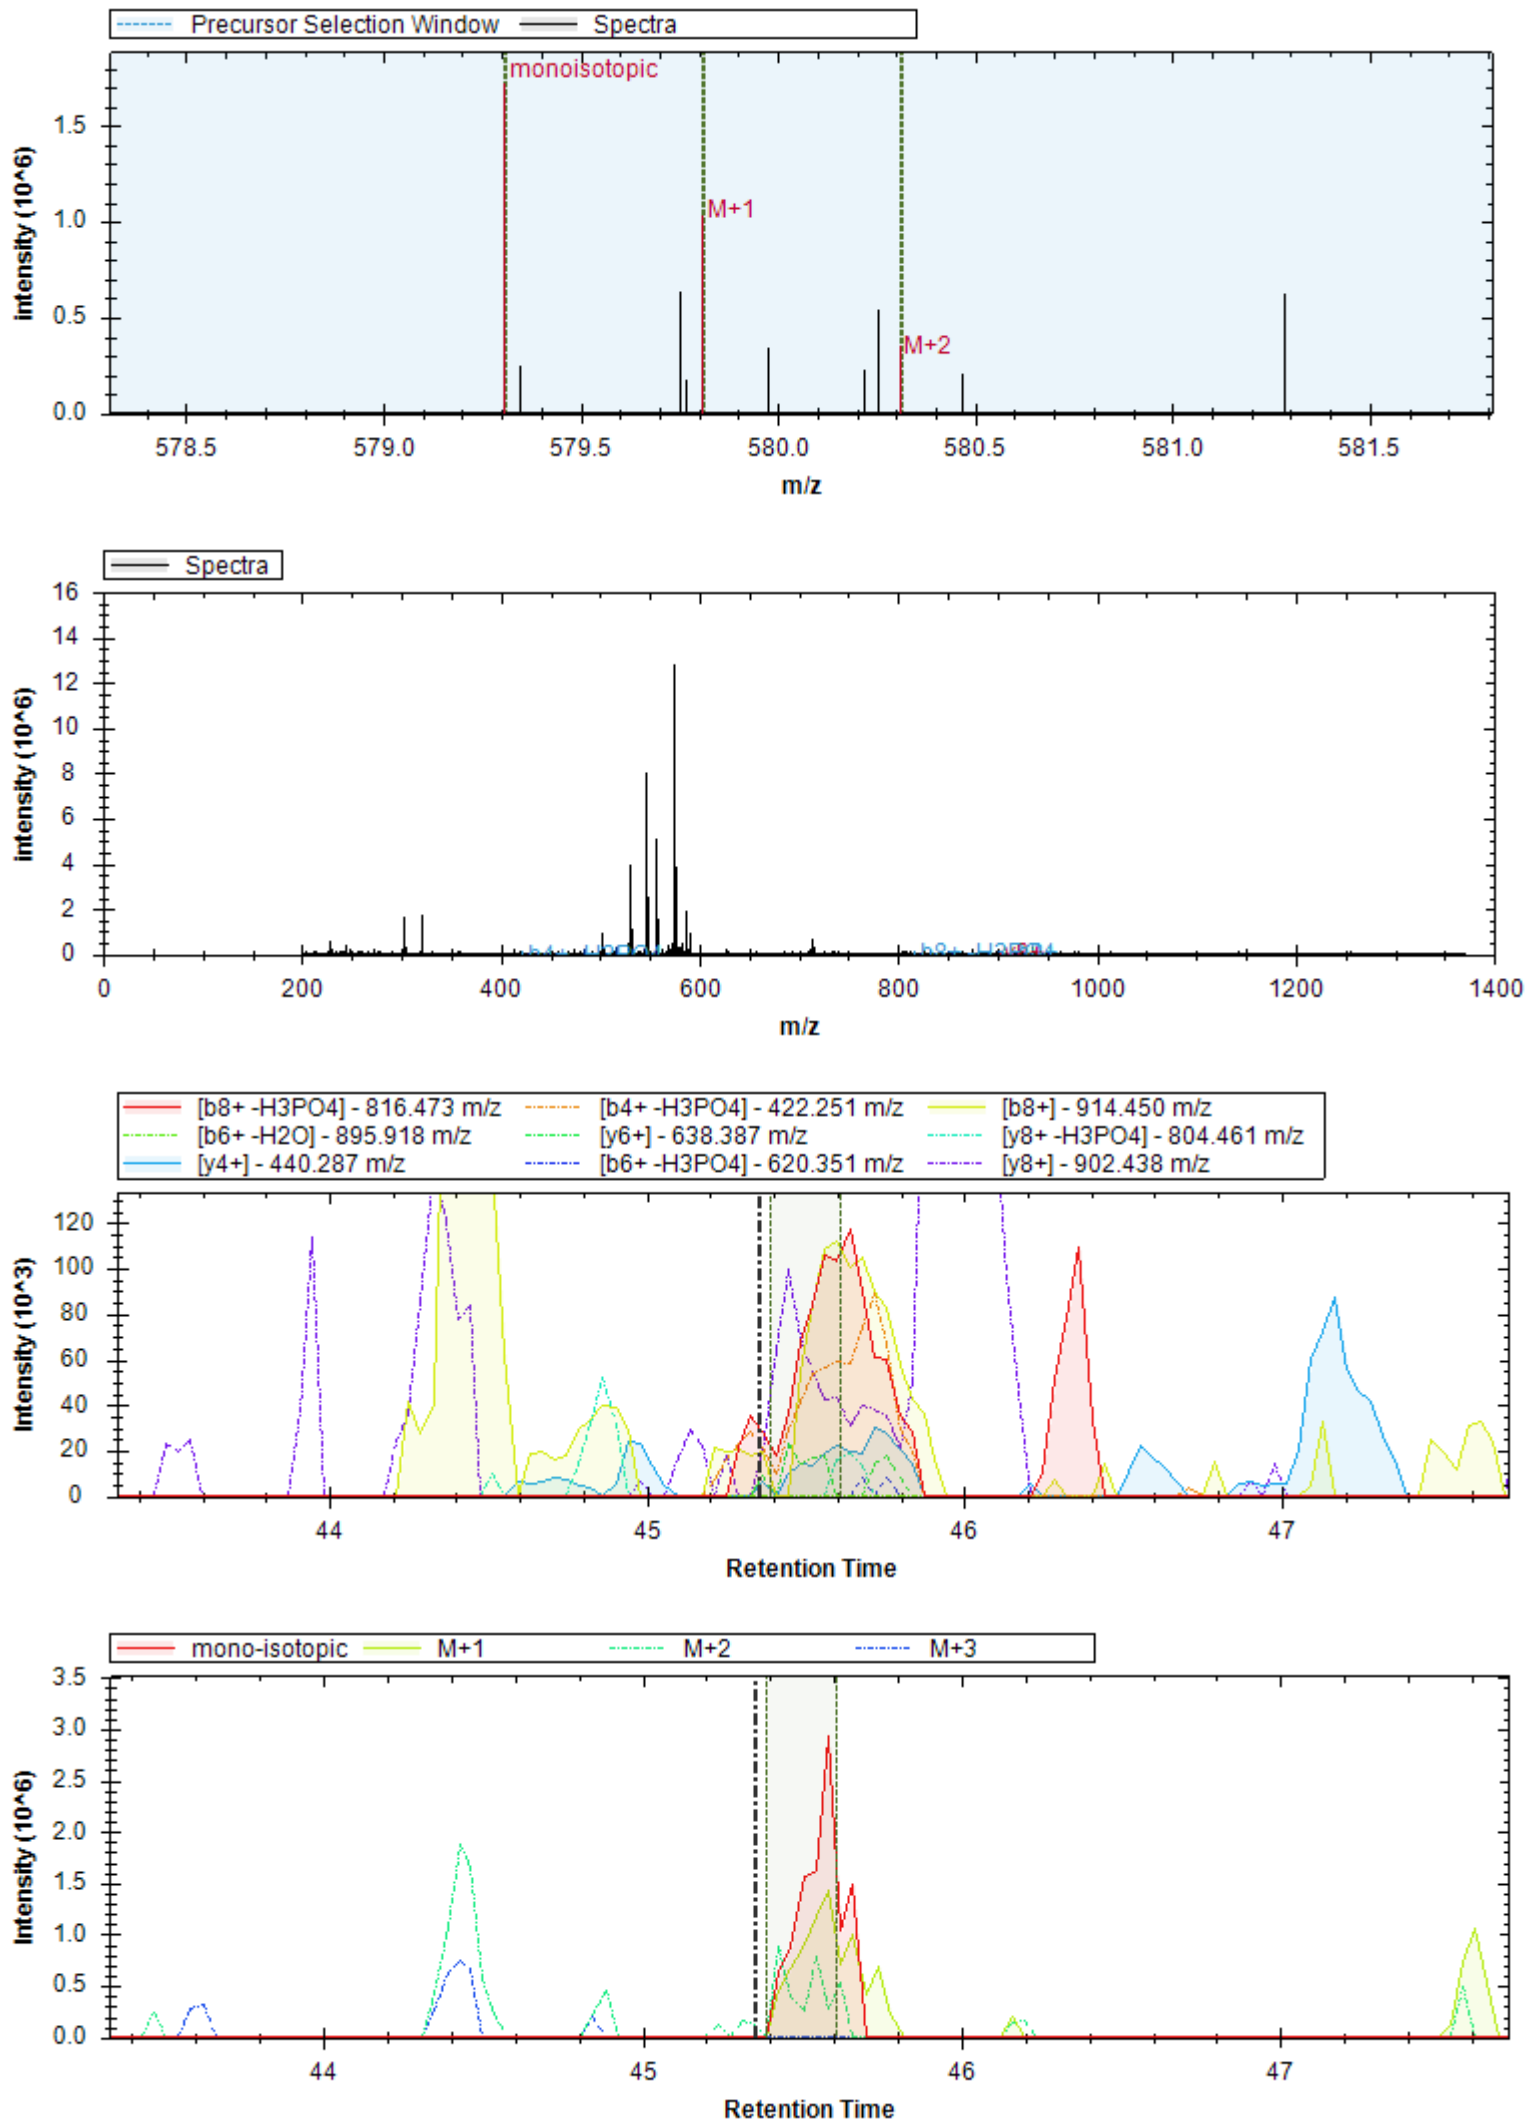 Precursor Selection Window Spectra
monoisotopic
M+1
M+2
intensity (10^6)
1.5
1.0
0.5
0.0
578.5 579.0 579.5 580.0 580.5 581.0 581.5
m/z
Spectra
intensity (10^6)
16
14
12
10
8
6
4
2
0
0 200 400 600 800 1000 1200 1400
m/z
[b8+ -H3PO4] - 816.473 m/z [b4+ -H3PO4] - 422.251 m/z [b8+] - 914.450 m/z
[b6+ -H2O] - 895.918 m/z [y6+] - 638.387 m/z [y8+ -H3PO4] - 804.461 m/z
[y4+] - 440.287 m/z [b6+ -H3PO4] - 620.351 m/z [y8+] - 902.438 m/z
Intensity (10^3)
120
100
80
60
40
20
0
44 45 46 47
Retention Time
mono-isotopic M+1 M+2 M+3
Intensity (10^6)
3.5
3.0
2.5
2.0
1.5
1.0
0.5
0.0
44 45 46 47
Retention Time